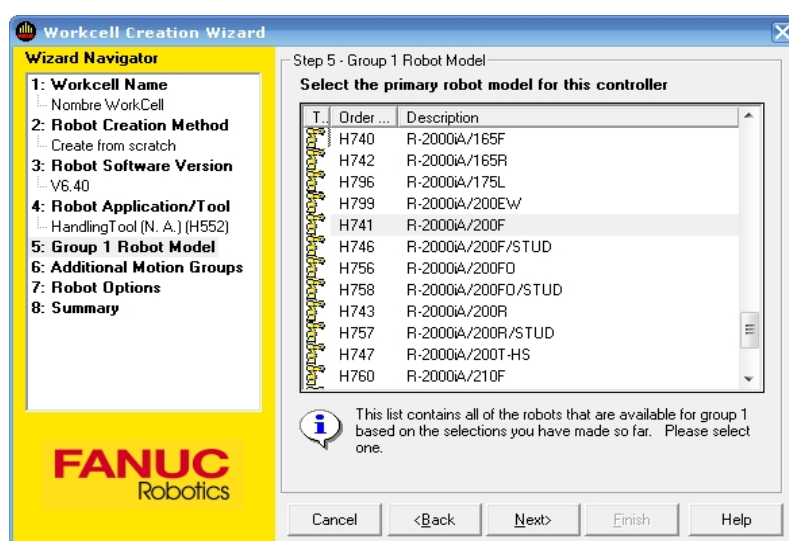 Workcell Creation Wizard
Wizard Navigator
1: Workcell Name
Nombre WorkCell
2: Robot Creation Method
Create from scratch
3: Robot Software Version
V6.40
4: Robot Application/Tool
HandlingTool (N. A.) (H552)
5: Group 1 Robot Model
6: Additional Motion Groups
7: Robot Options
8: Summary
FANUC
Robotics
Step 5 - Group 1 Robot Model
Select the primary robot model for this controller
T.. Order ... Description
H740 R-2000iA/165F
H742 R-2000iA/165R
H796 R-2000iA/175L
H799 R-2000iA/200EW
H741 R-2000iA/200F
H746 R-2000iA/200F/STUD
H756 R-2000iA/200FO
H758 R-2000iA/200FO/STUD
H743 R-2000iA/200R
H757 R-2000iA/200R/STUD
H747 R-2000iA/200T-HS
H760 R-2000iA/210F
This list contains all of the robots that are available for group 1
based on the selections you have made so far. Please select
one.
Cancel <Back Next> Finish Help